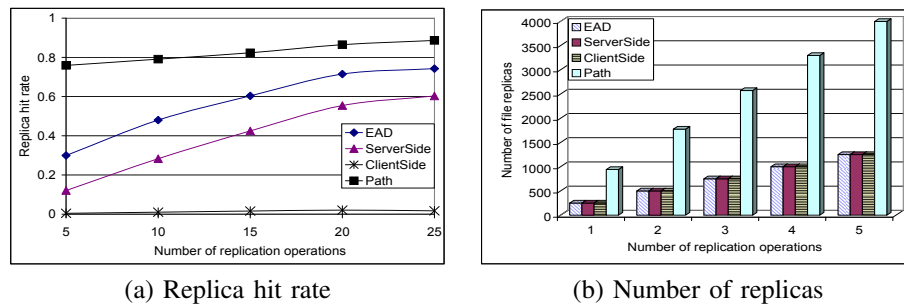 1
0.8
0.6
0.4
0.2
0
Replica hit rate
5
10
15
20
25
Number of replication operations
EAD
ServerSide
ClientSide
Path
(a) Replica hit rate
4000
3500
3000
2500
2000
1500
1000
500
0
Number of file replicas
EAD
ServerSide
ClientSide
Path
1
2
3
4
5
Number of replication operations
(b) Number of replicas